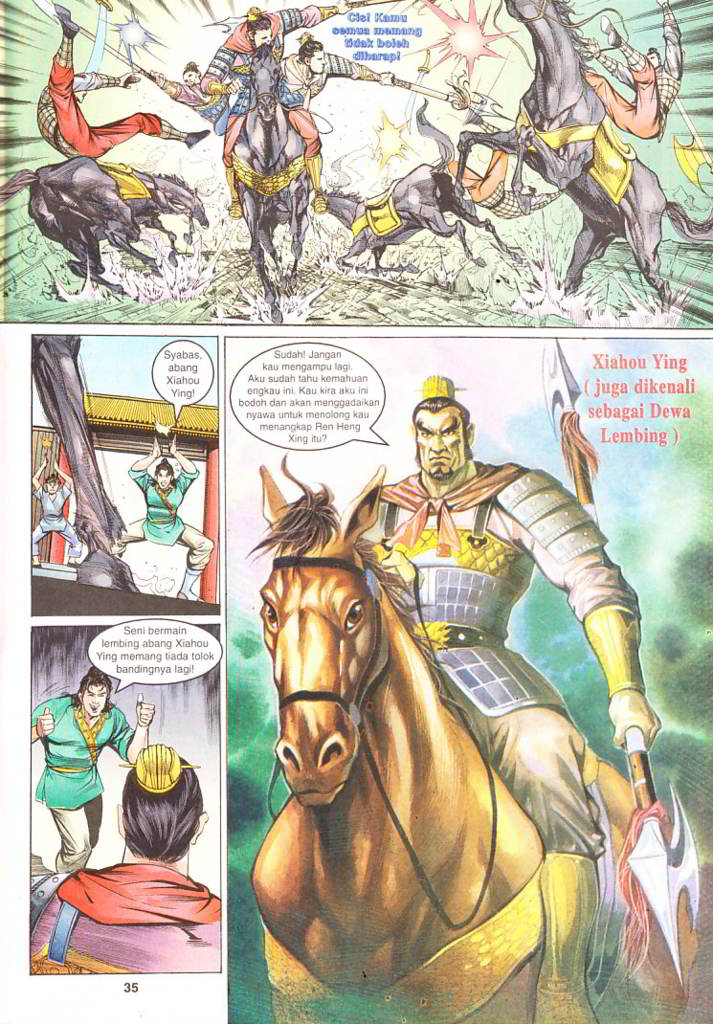 Cis! Kamu
semua memang
tidak boleh
diharap!
Syabas,
abang
Xiahou
Ying!
Sudah! Jangan
kau mengampu lagi.
Aku sudah tahu kemahuan
engkau ini. Kau kira aku ini
bodoh dan akan menggadaikan
nyawa untuk menolong kau
menangkap Ren Heng
Xing itu?
Xiahou Ying
( juga dikenali
sebagai Dewa
Lembing )
Seni bermain
lembing abang Xiahou
Ying memang tiada tolok
bandingnya lagi!
35